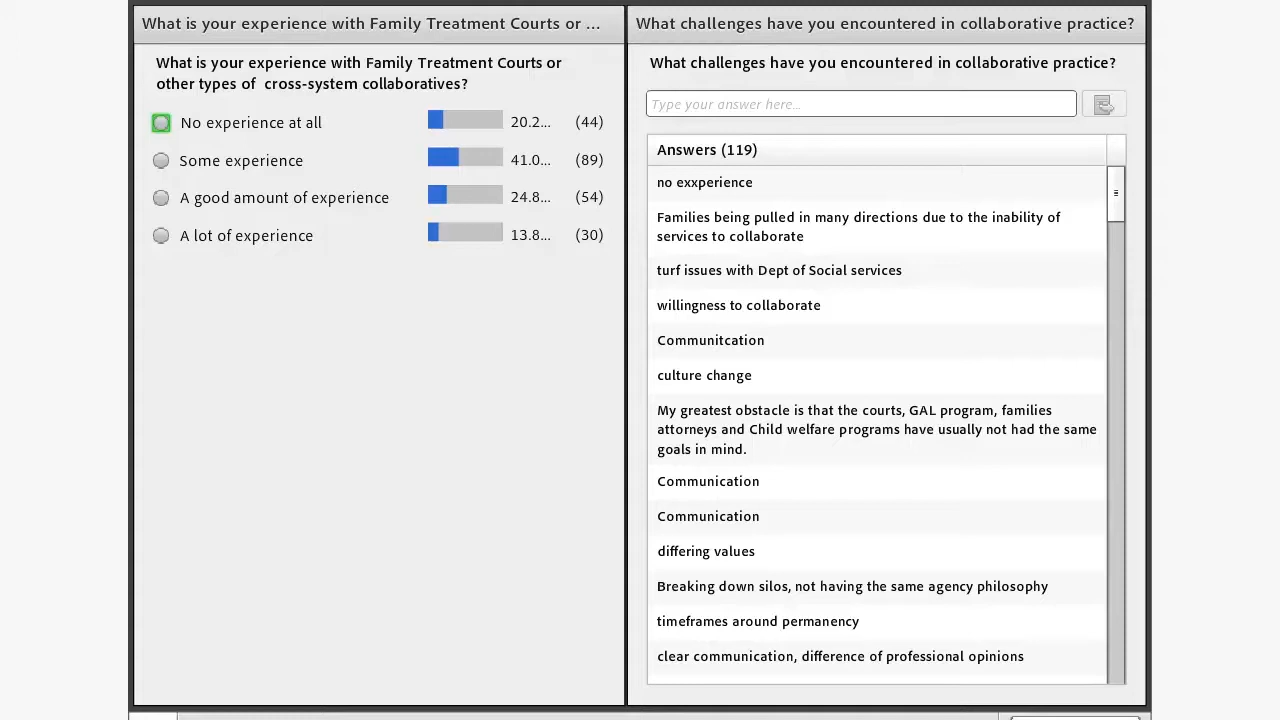 What is your experience with Family Treatment Courts or ...
What is your experience with Family Treatment Courts or
other types of cross-system collaboratives?
No experience at all 20.2... (44)
Some experience 41.0... (89)
A good amount of experience 24.8... (54)
A lot of experience 13.8... (30)
What challenges have you encountered in collaborative practice?
What challenges have you encountered in collaborative practice?
Type your answer here...
Answers (119)
no exxperience
Families being pulled in many directions due to the inability of
services to collaborate
turf issues with Dept of Social services
willingness to collaborate
Communitcation
culture change
My greatest obstacle is that the courts, GAL program, families
attorneys and Child welfare programs have usually not had the same
goals in mind.
Communication
Communication
differing values
Breaking down silos, not having the same agency philosophy
timeframes around permanency
clear communication, difference of professional opinions